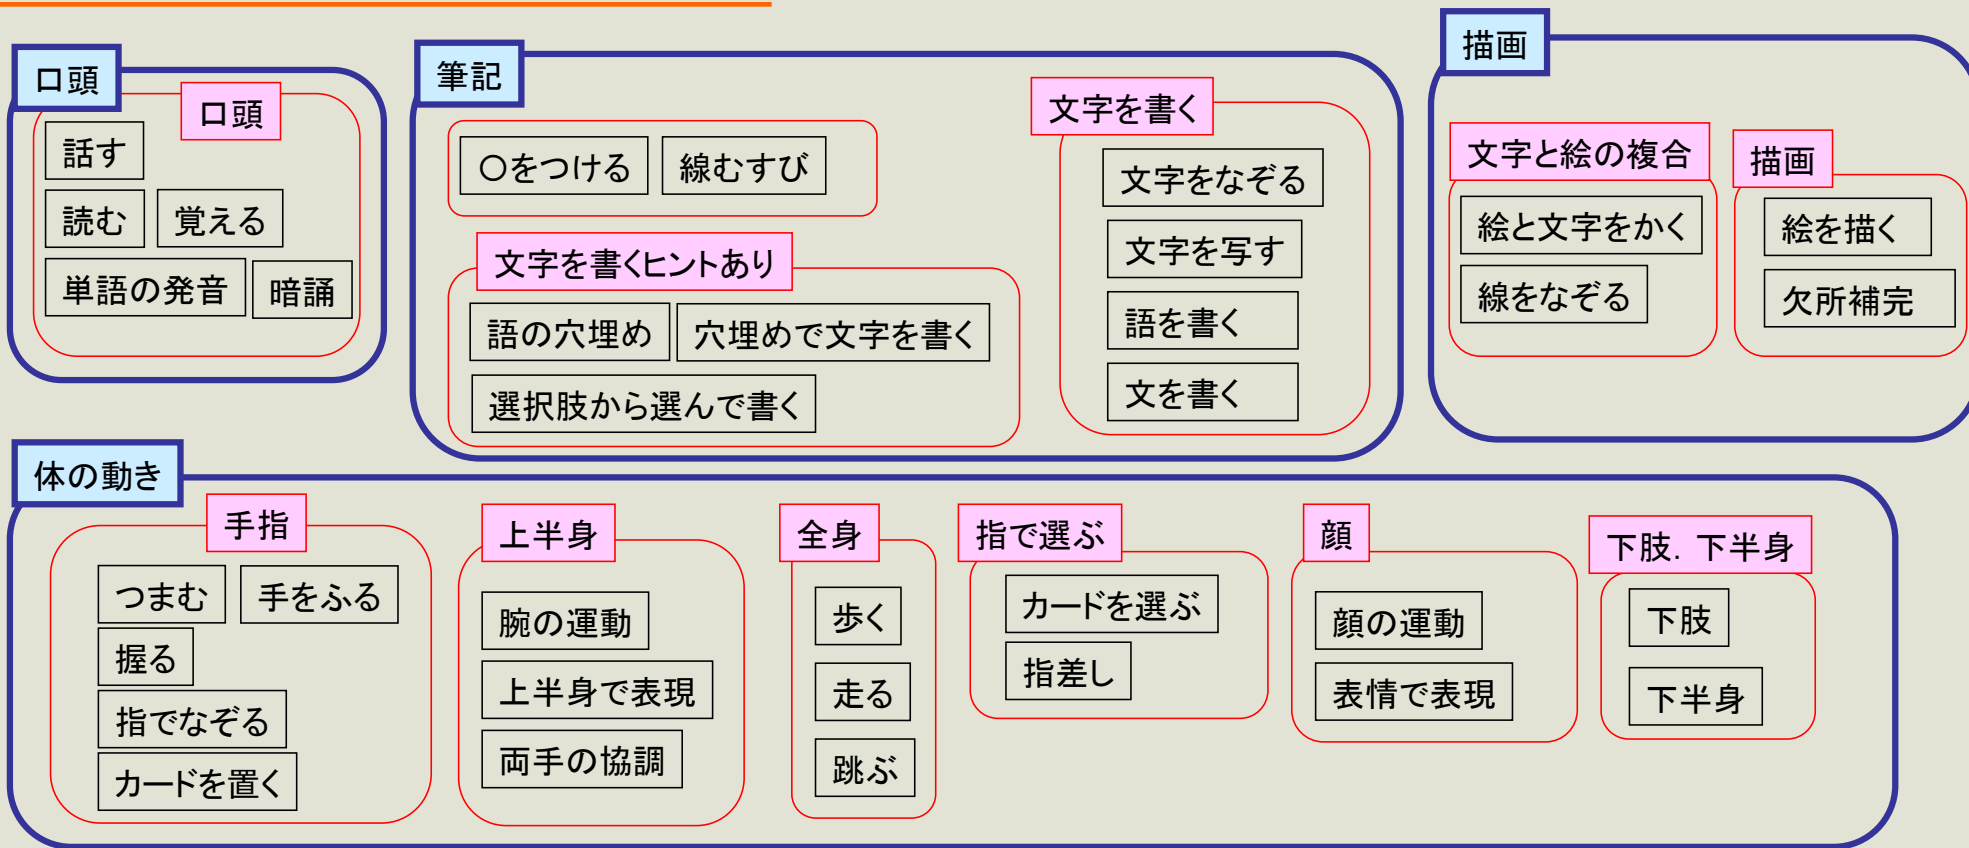 口頭
口頭
話す
読む
覚える
単語の発音
暗誦
筆記
〇をつける
線むすび
文字を書くヒントあり
語の穴埋め
穴埋めで文字を書く
選択肢から選んで書く
文字を書く
文字をなぞる
文字を写す
語を書く
文を書く
描画
文字と絵の複合
絵と文字をかく
線をなぞる
描画
絵を描く
欠所補完
体の動き
手指
つまむ
手をふる
握る
指でなぞる
カードを置く
上半身
腕の運動
上半身で表現
両手の協調
全身
歩く
走る
跳ぶ
指で選ぶ
カードを選ぶ
指差し
顔
顔の運動
表情で表現
下肢．下半身
下肢
下半身